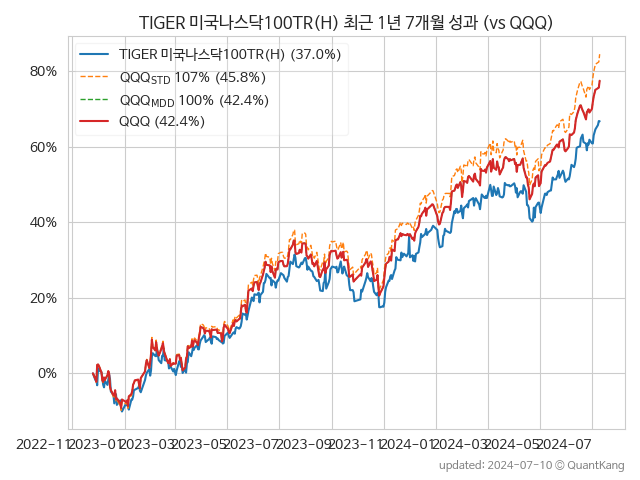 TIGER 미국나스닥100TR(H) 최근 1년 7개월 성과 (vs QQQ)
TIGER 미국나스닥100TR(H) (37.0%)
QQQSTD 107% (45.8%)
QQQMDD 100% (42.4%)
QQQ (42.4%)
80%
60%
40%
20%
0%
2022-11 2023-01 2023-03 2023-05 2023-07 2023-09 2023-11 2024-01 2024-03 2024-05 2024-07
updated: 2024-07-10 © QuantKang